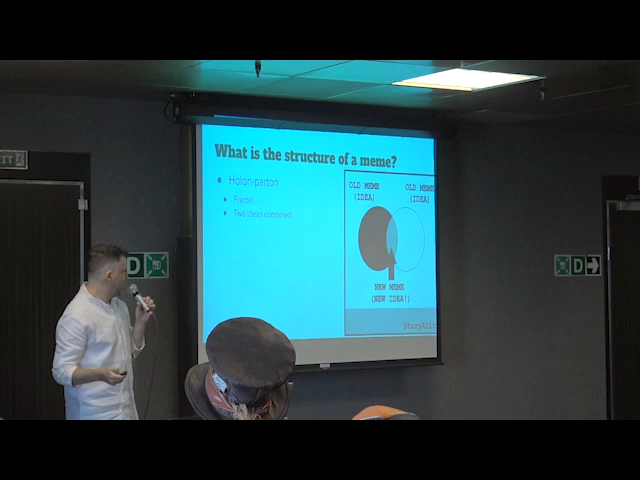 What is the structure of a meme?
Holon-parton
Fractal
Two ideas combined
OLD MEME
(IDEA)
OLD MEME
(IDEA)
NEW MEME
(NEW IDEA!)
StoryAlit
D
D